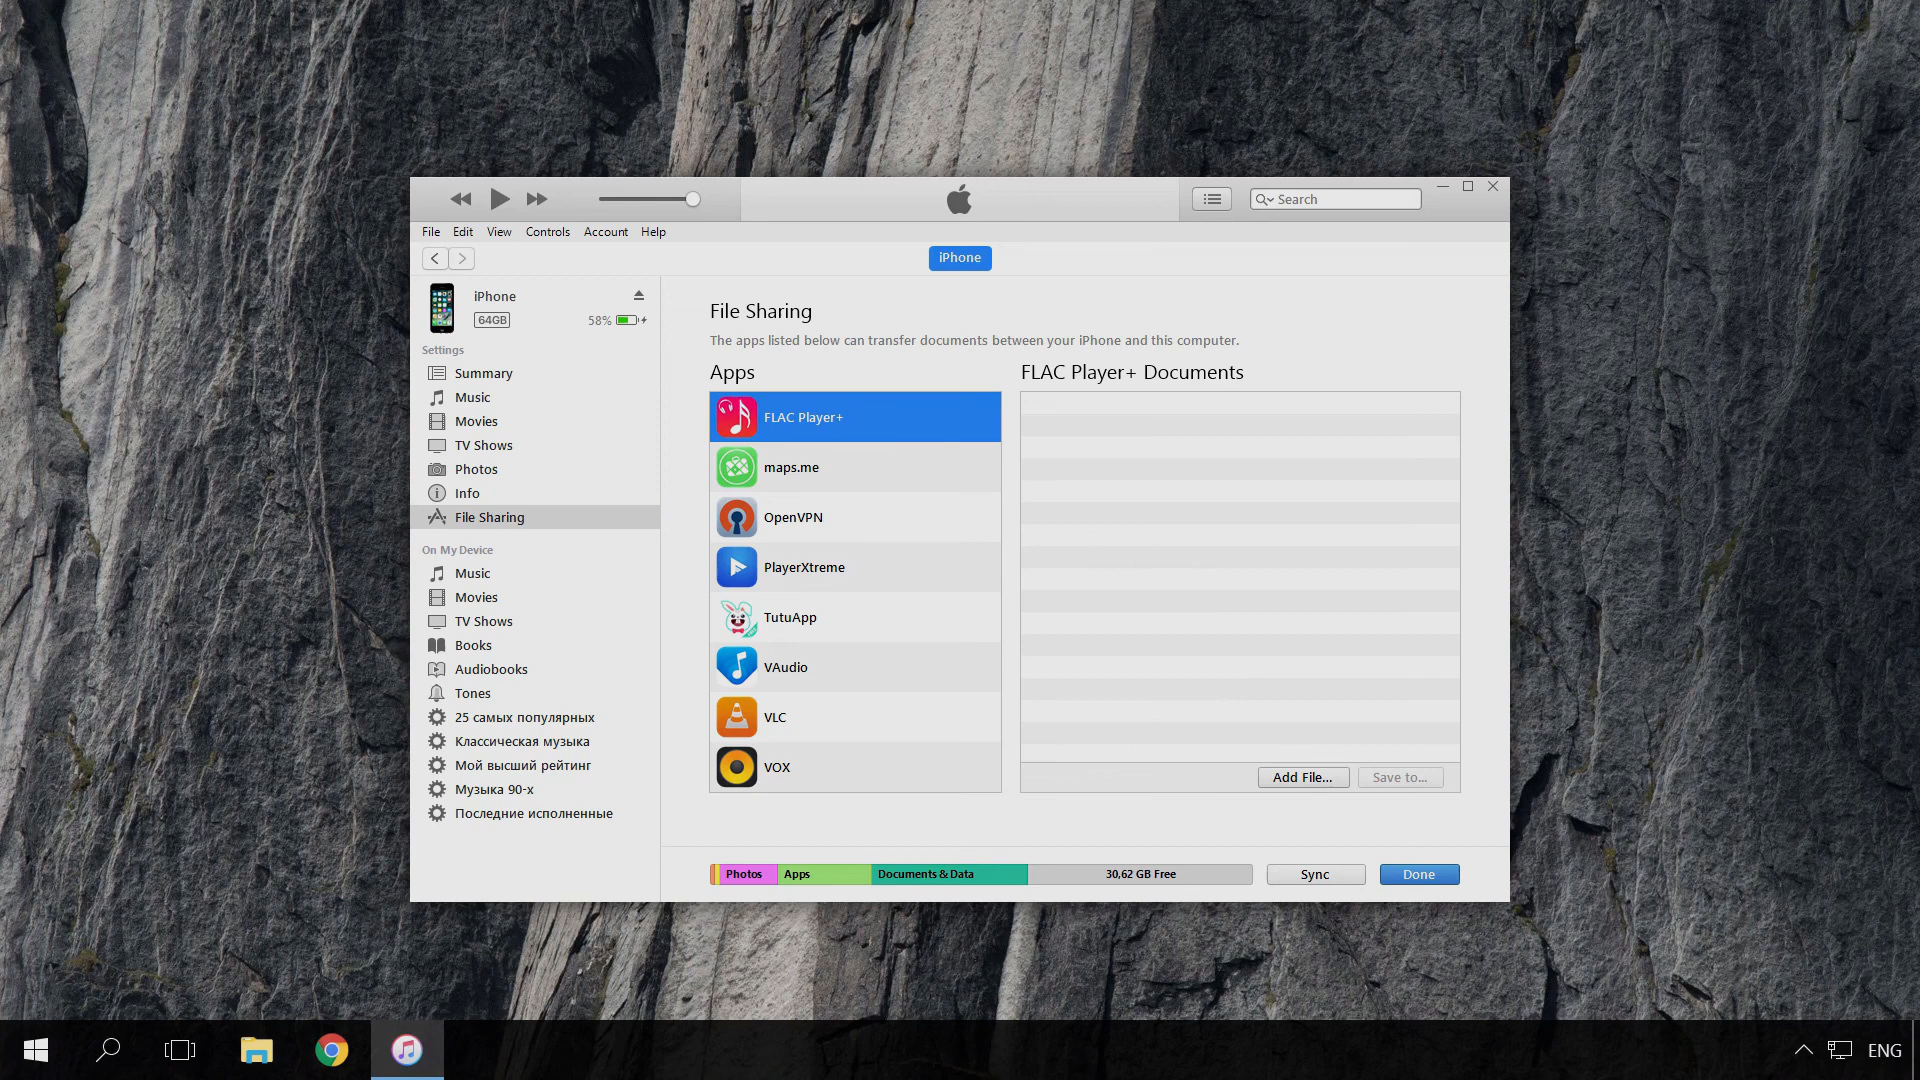 Search
File Edit View Controls Account Help
iPhone
iPhone
64GB 58%
Settings
Summary
Music
Movies
TV Shows
Photos
Info
File Sharing
On My Device
Music
Movies
TV Shows
Books
Audiobooks
Tones
25 самых популярных
Классическая музыка
Мой высший рейтинг
Музыка 90-х
Последние исполненные
File Sharing
The apps listed below can transfer documents between your iPhone and this computer.
Apps
FLAC Player+
maps.me
OpenVPN
PlayerXtreme
TutuApp
VAudio
VLC
VOX
FLAC Player+ Documents
Add File...
Save to...
Photos Apps Documents & Data 30,62 GB Free
Sync
Done
ENG